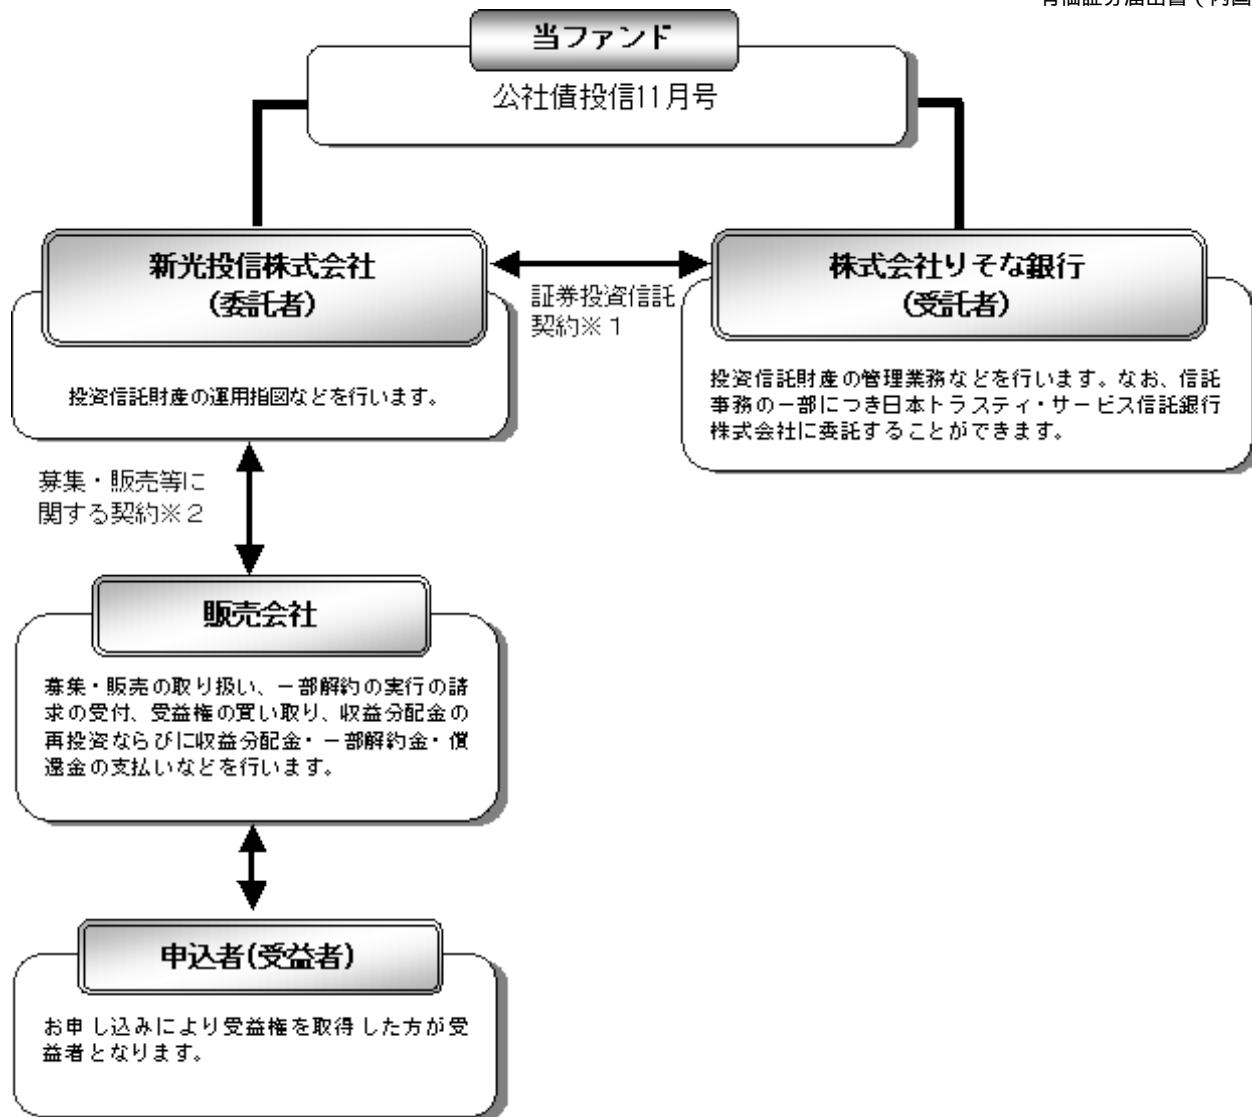 当ファンド
公社債投信11月号
新光投信株式会社
(委託者)
投資信託財産の運用指図などを行います。
証券投資信託
契約※1
株式会社りそな銀行
(受託者)
投資信託財産の管理業務などを行います。なお、信託
事務の一部につき日本トラスティ・サービス信託銀行
株式会社に委託することができます。
募集・販売等に
関する契約※2
販売会社
募集・販売の取り扱い、一部解約の実行の請
求の受付、受益権の買い取り、収益分配金の
再投資ならびに収益分配金・一部解約金・償
還金の支払いなどを行います。
申込者(受益者)
お申し込みにより受益権を取得した方が受
益者となります。